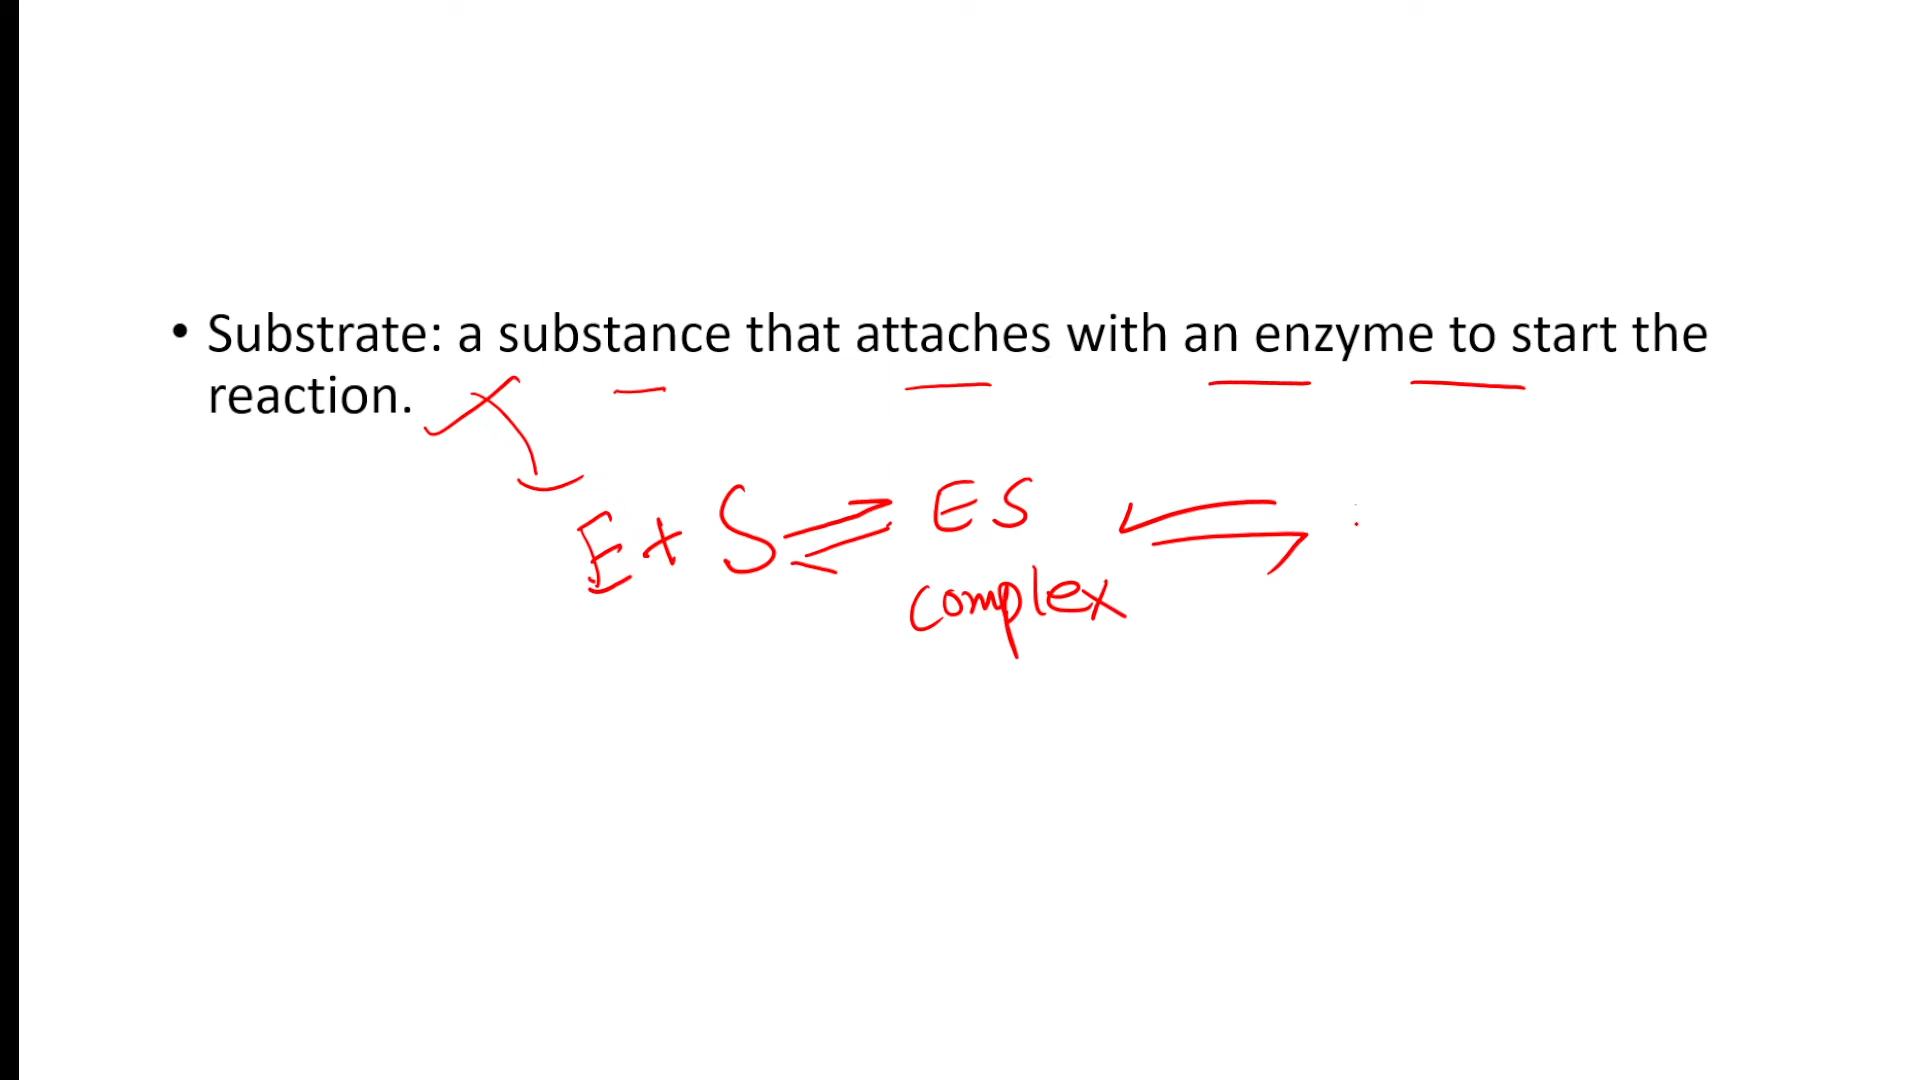 • Substrate: a substance that attaches with an enzyme to start the
reaction.
E + S ⇌ ES ⇌
complex